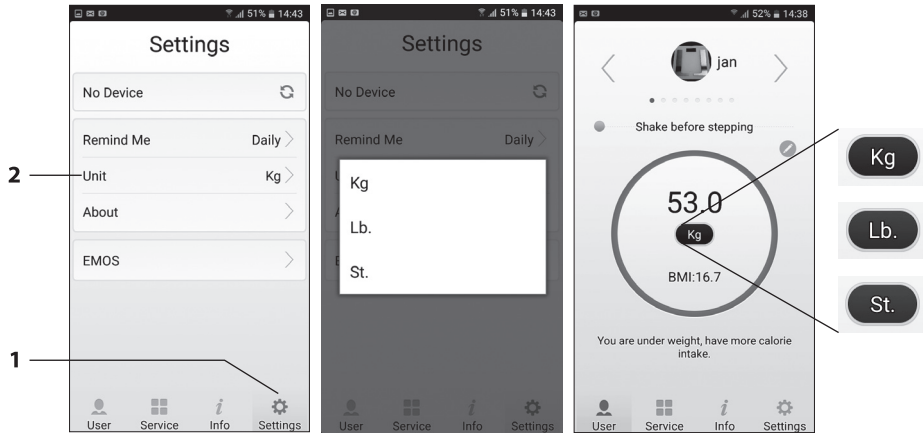 51% 14:43
Settings
No Device
Remind Me Daily
2
Unit Kg
About
EMOS
1
User Service Info Settings
51% 14:43
Settings
No Device
Remind Me Daily
Kg
Lb.
St.
User Service Info Settings
52% 14:38
jan
Shake before stepping
53.0
Kg
BMI:16.7
You are under weight, have more calorie
intake.
User Service Info Settings
Kg
Lb.
St.